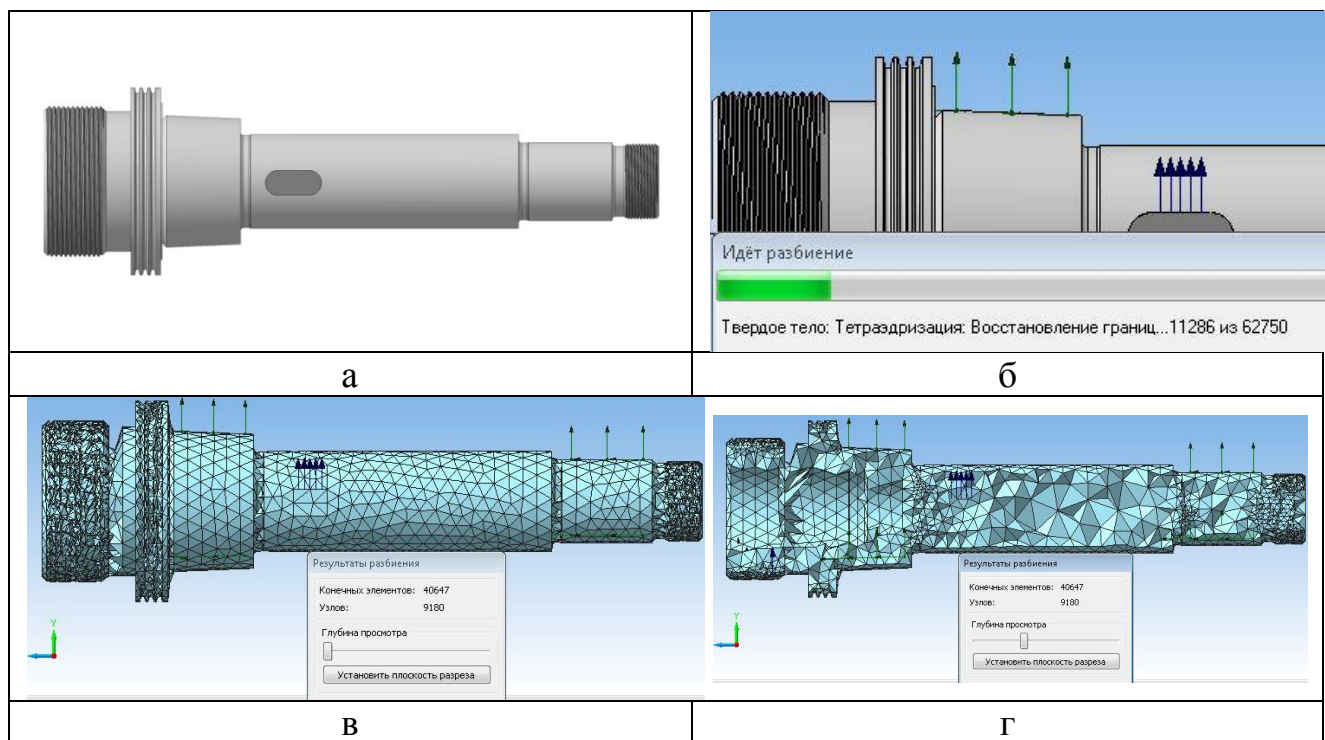 Идёт разбиение
Твердое тело: Тетраэдризация: Восстановление границ...11286 из 62750
а
б
Результаты разбиения
Конечных элементов: 40647
Узлов: 9180
Глубина просмотра
Установить плоскость разреза
Y
Результаты разбиения
Конечных элементов: 40647
Узлов: 9180
Глубина просмотра
Установить плоскость разреза
Y
в
г